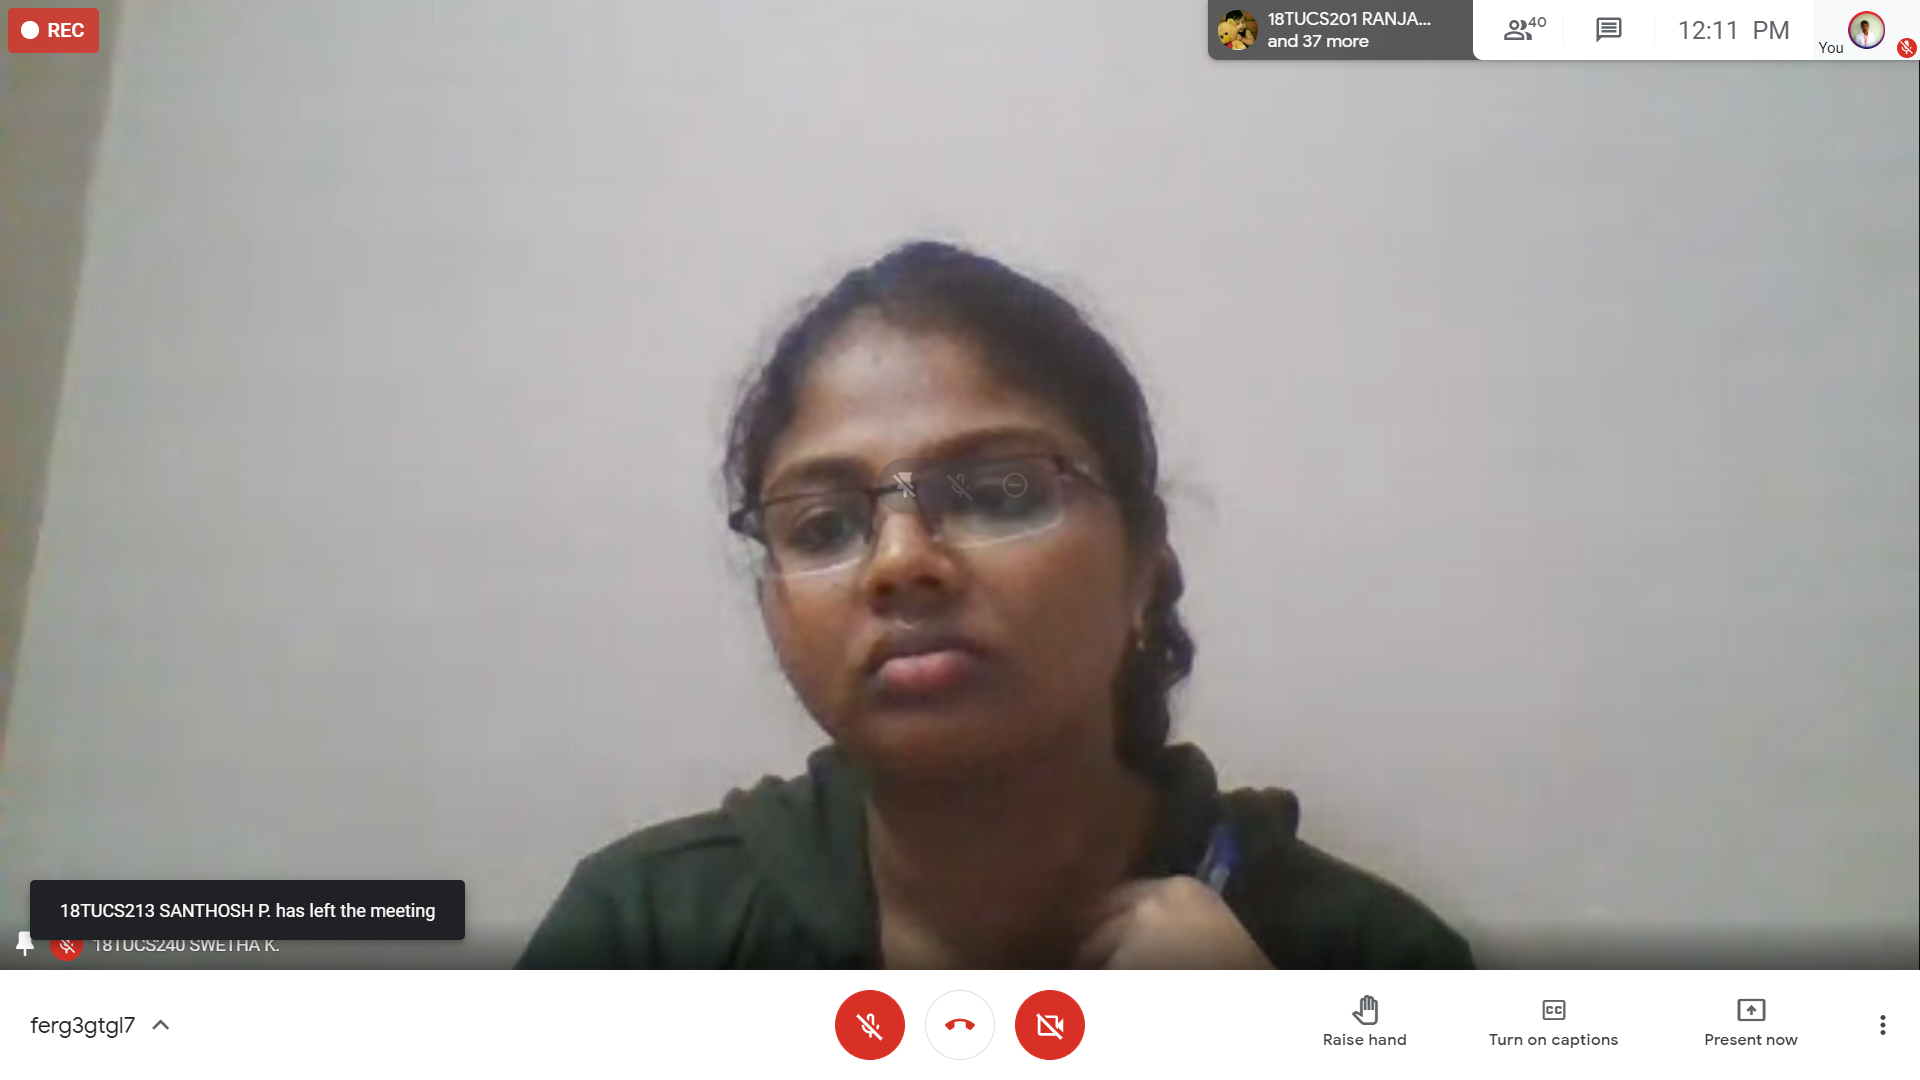 REC
18TUCS201 RANJA...
and 37 more
40
12:11 PM
You
18TUCS213 SANTHOSH P. has left the meeting
18TUCS240 SWETHA K.
ferg3gtgl7
Raise hand
CC
Turn on captions
Present now